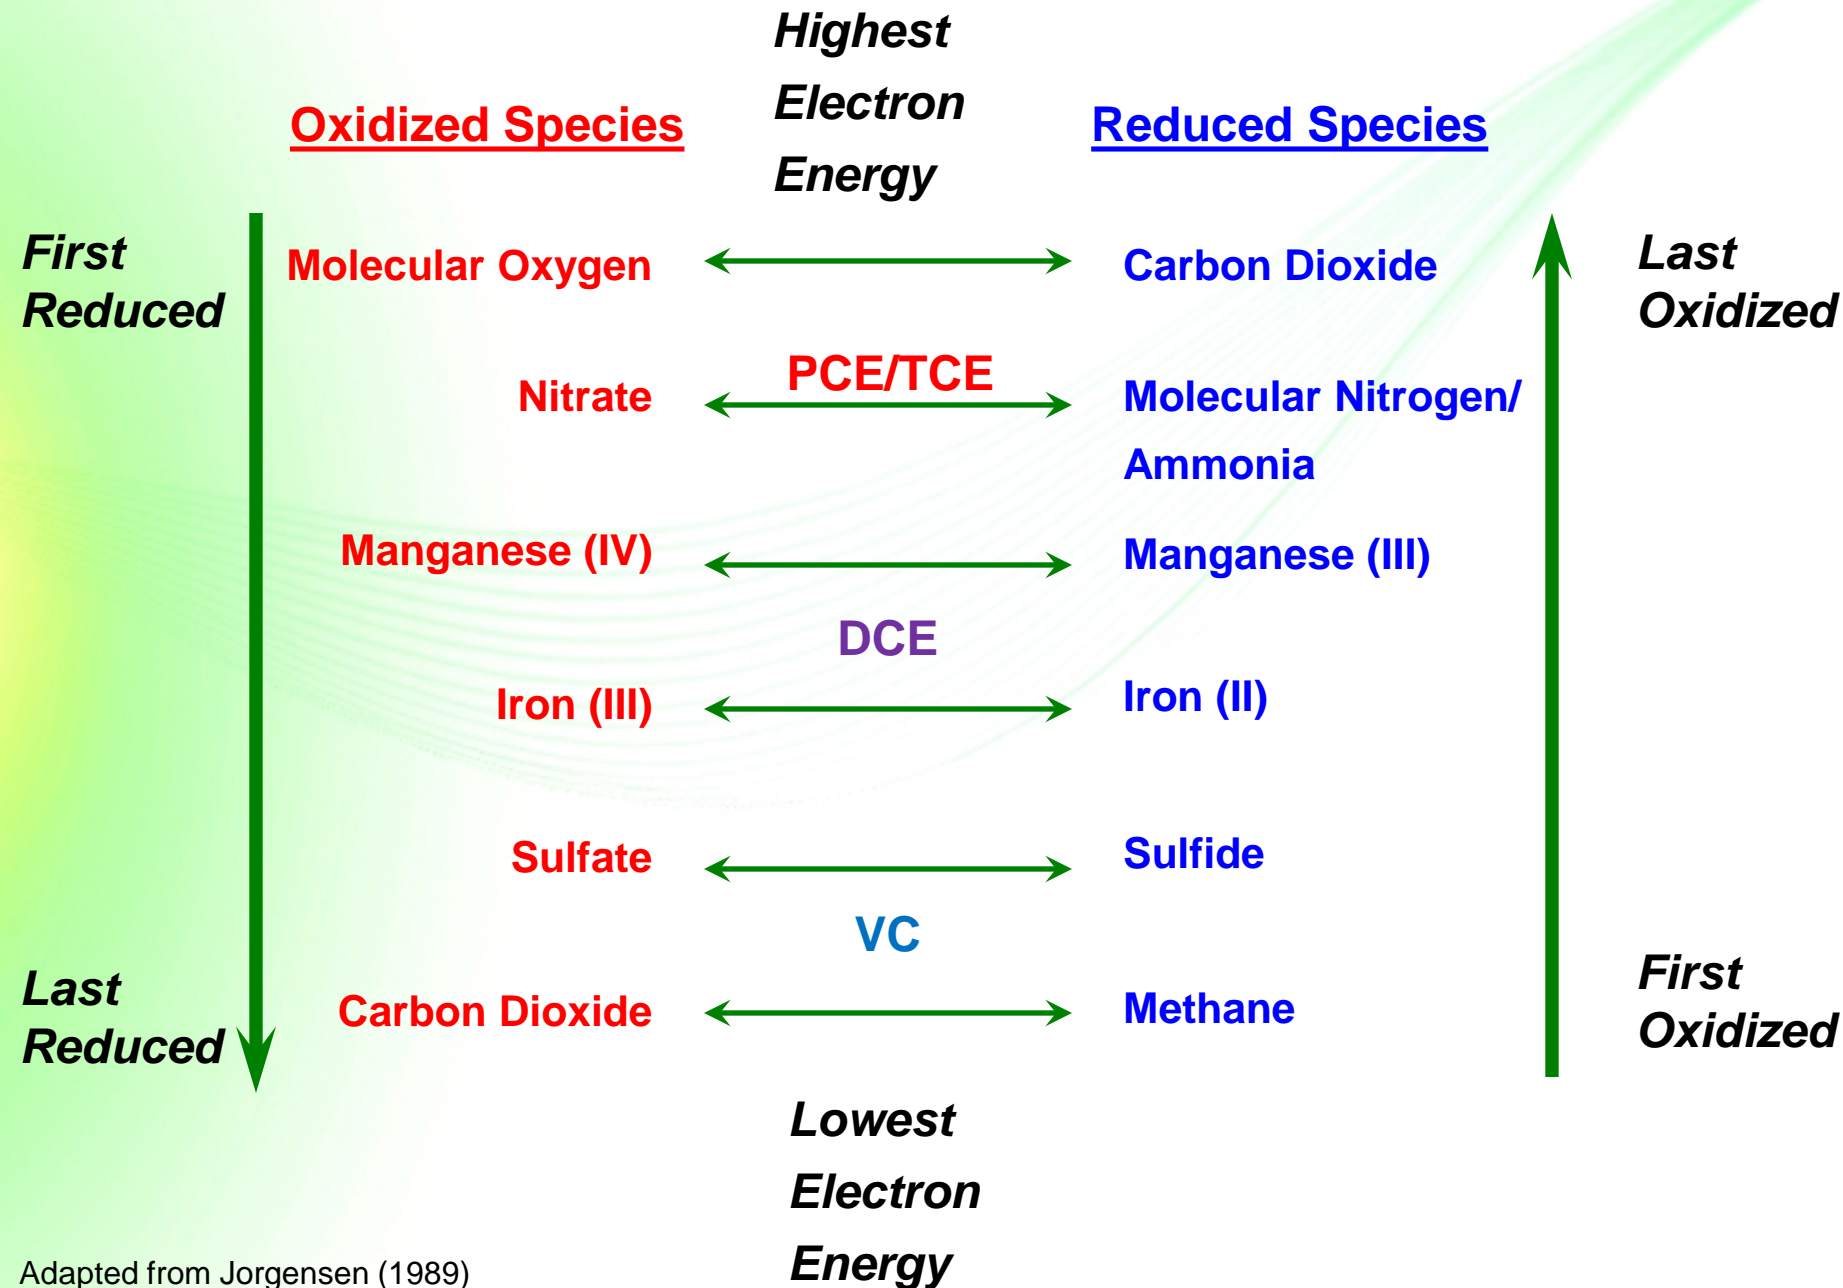 Highest
Electron
Energy
Oxidized Species
Reduced Species
First
Reduced
Molecular Oxygen
Carbon Dioxide
Last
Oxidized
PCE/TCE
Nitrate
Molecular Nitrogen/
Ammonia
Manganese (IV)
Manganese (III)
DCE
Iron (III)
Iron (II)
Sulfate
Sulfide
VC
Last
Reduced
Carbon Dioxide
Methane
First
Oxidized
Lowest
Electron
Energy
Adapted from Jorgensen (1989)